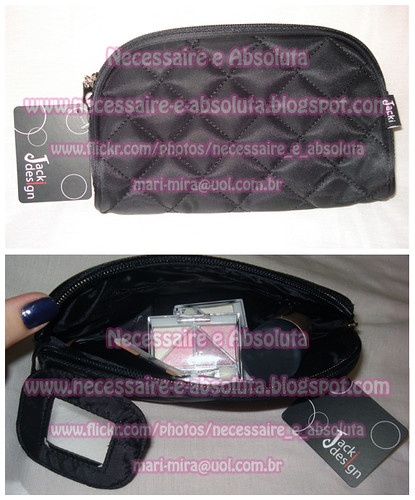 Necessaire e Absoluta
www.necessaire-e-absoluta.blogspot.com
Jacki
Jacki
design
www.flickr.com/photos/necessaire_e_absoluta
mari-mira@uol.com.br
Necessaire e Absoluta
www.necessaire-e-absoluta.blogspot.com
www.flickr.com/photos/necessaire_e_absoluta
Jacki
design
mari-mira@uol.com.br